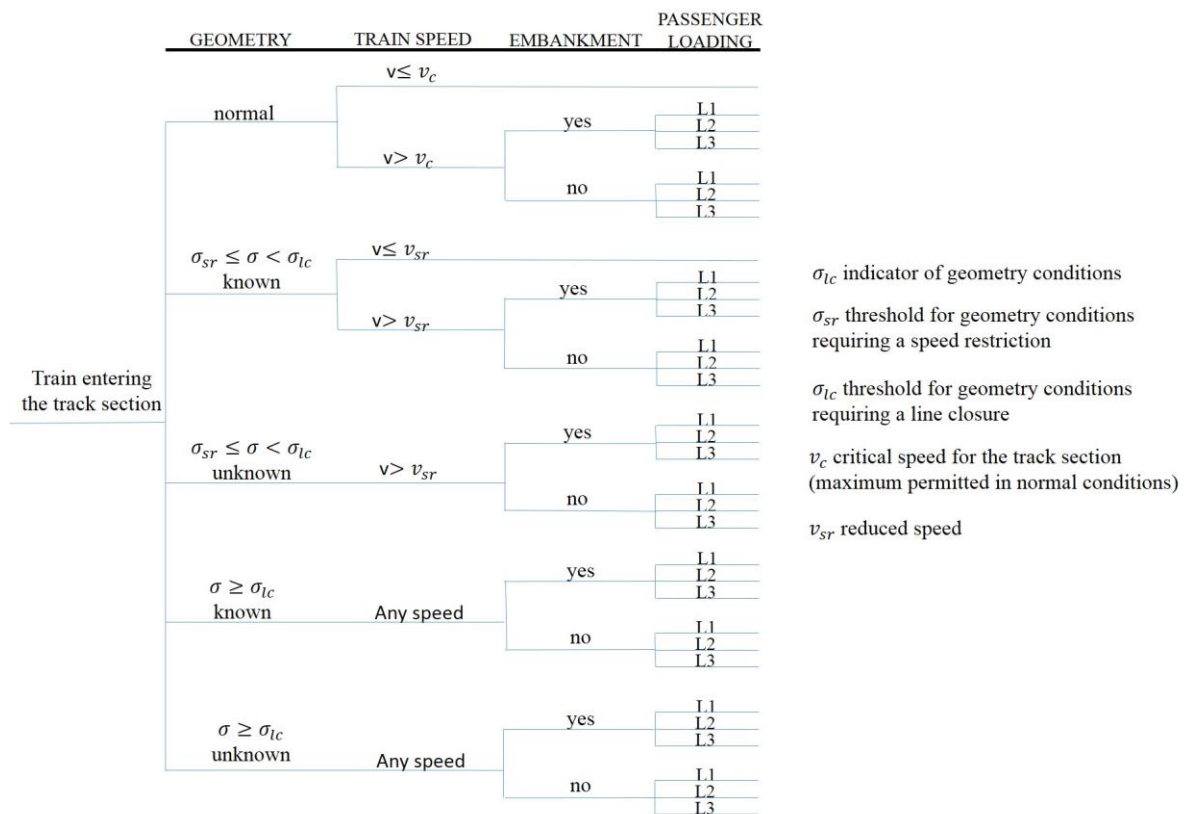 GEOMETRY TRAIN SPEED EMBANKMENT PASSENGER LOADING
v≤ v_c
normal
v> v_c
yes
L1
L2
L3
no
L1
L2
L3
σ_sr ≤ σ < σ_lc
known
v≤ v_sr
v> v_sr
yes
L1
L2
L3
no
L1
L2
L3
Train entering
the track section
σ_sr ≤ σ < σ_lc
unknown
v> v_sr
yes
L1
L2
L3
no
L1
L2
L3
σ ≥ σ_lc
known
Any speed
yes
L1
L2
L3
no
L1
L2
L3
σ ≥ σ_lc
unknown
Any speed
yes
L1
L2
L3
no
L1
L2
L3
σ_lc indicator of geometry conditions
σ_sr threshold for geometry conditions
requiring a speed restriction
σ_lc threshold for geometry conditions
requiring a line closure
v_c critical speed for the track section
(maximum permitted in normal conditions)
v_sr reduced speed